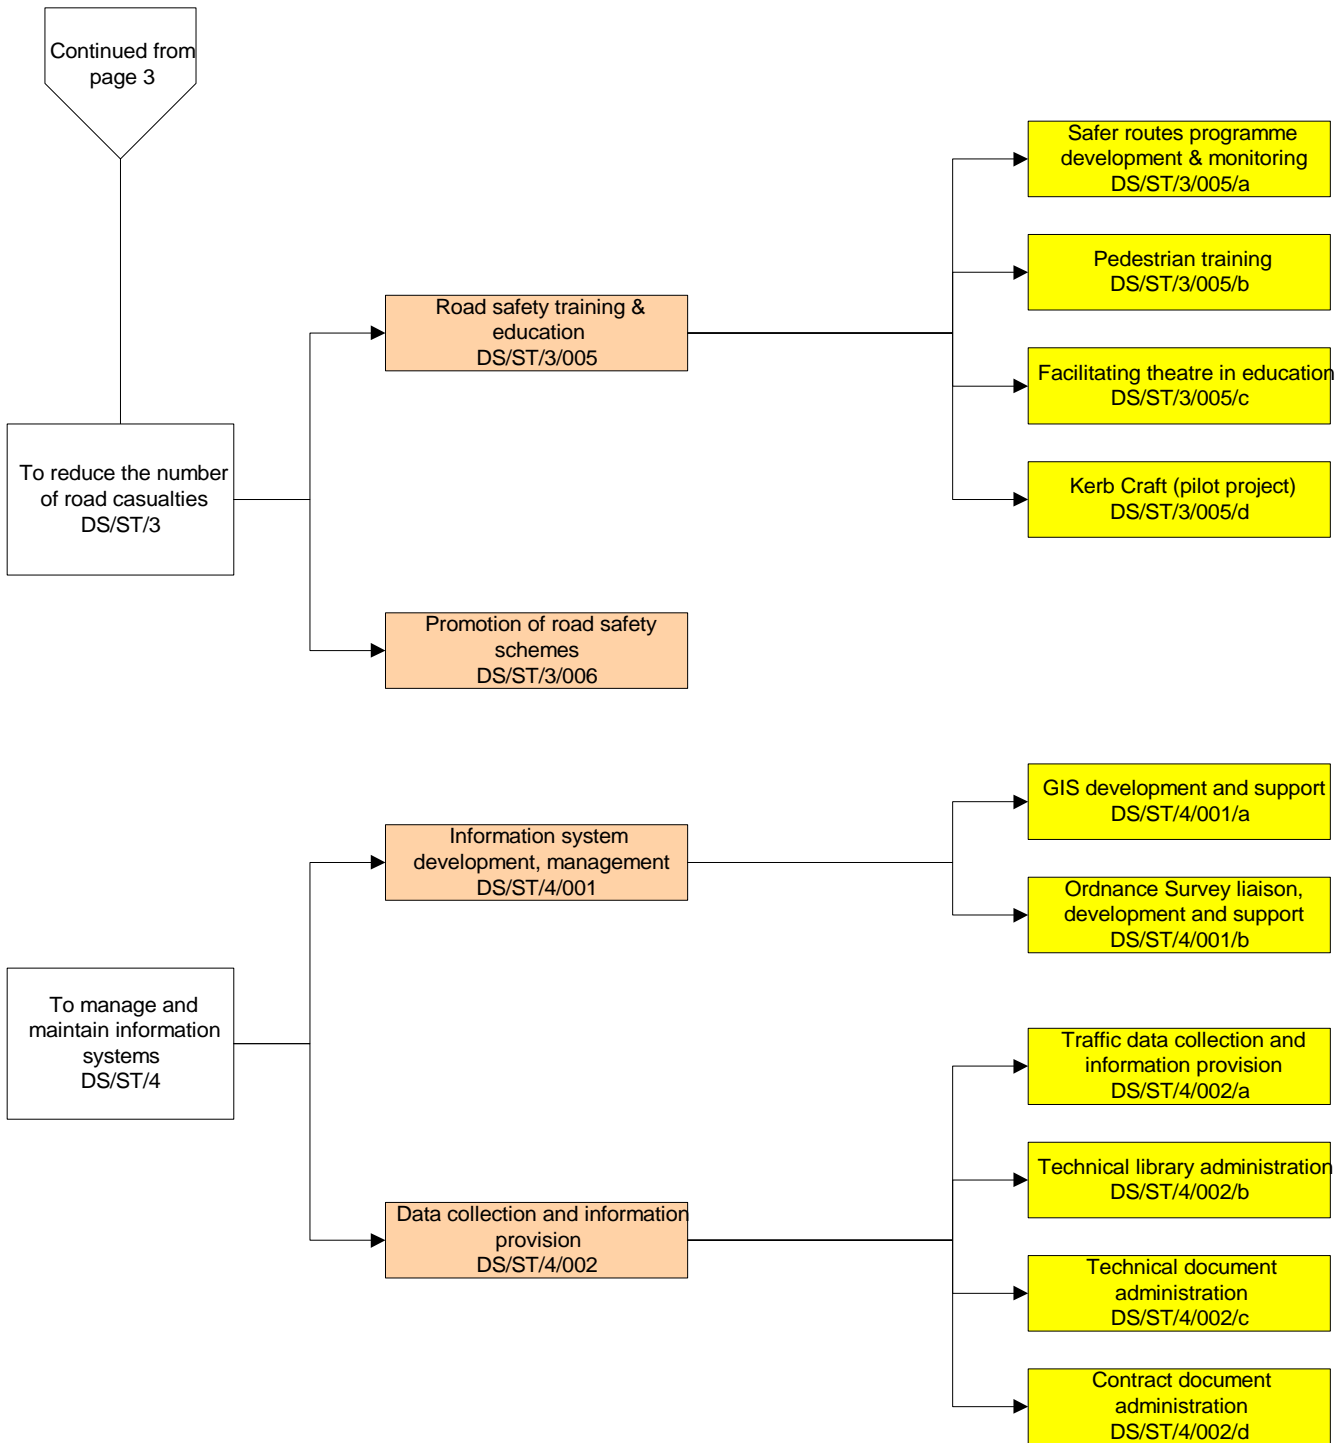 Continued from
page 3
Safer routes programme
development & monitoring
DS/ST/3/005/a
Pedestrian training
DS/ST/3/005/b
Road safety training &
education
DS/ST/3/005
Facilitating theatre in education
DS/ST/3/005/c
To reduce the number
of road casualties
DS/ST/3
Kerb Craft (pilot project)
DS/ST/3/005/d
Promotion of road safety
schemes
DS/ST/3/006
GIS development and support
DS/ST/4/001/a
Information system
development, management
DS/ST/4/001
Ordnance Survey liaison,
development and support
DS/ST/4/001/b
To manage and
maintain information
systems
DS/ST/4
Traffic data collection and
information provision
DS/ST/4/002/a
Technical library administration
DS/ST/4/002/b
Data collection and information
provision
DS/ST/4/002
Technical document
administration
DS/ST/4/002/c
Contract document
administration
DS/ST/4/002/d